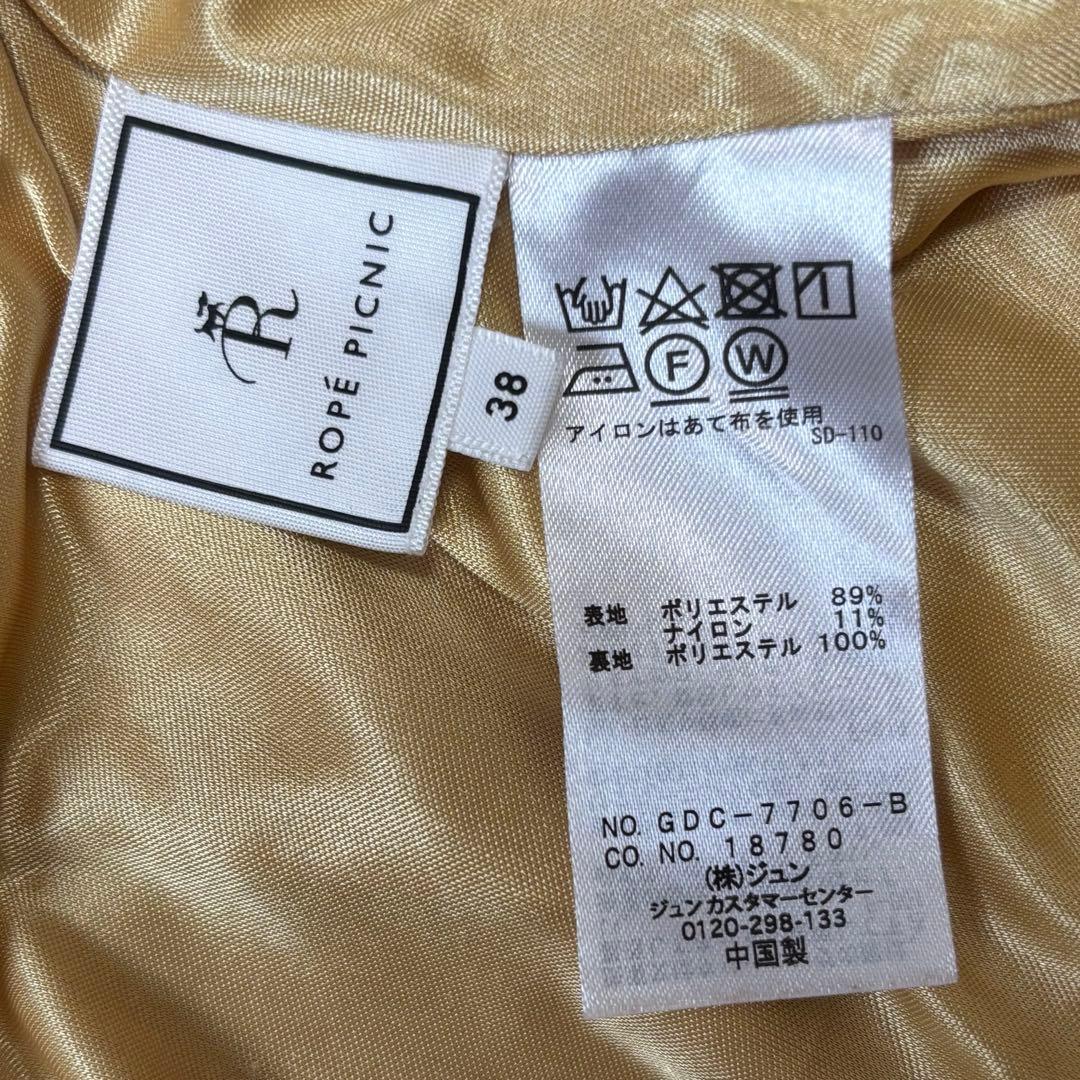 R
ROPÉ PICNIC
38
F W
アイロンはあて布を使用
SD-110
表地 ポリエステル 89%
ナイロン 11%
裏地 ポリエステル 100%
NO. GDC-7706-B
CO. NO. 18780
(株)ジュン
ジュンカスタマーセンター
0120-298-133
中国製